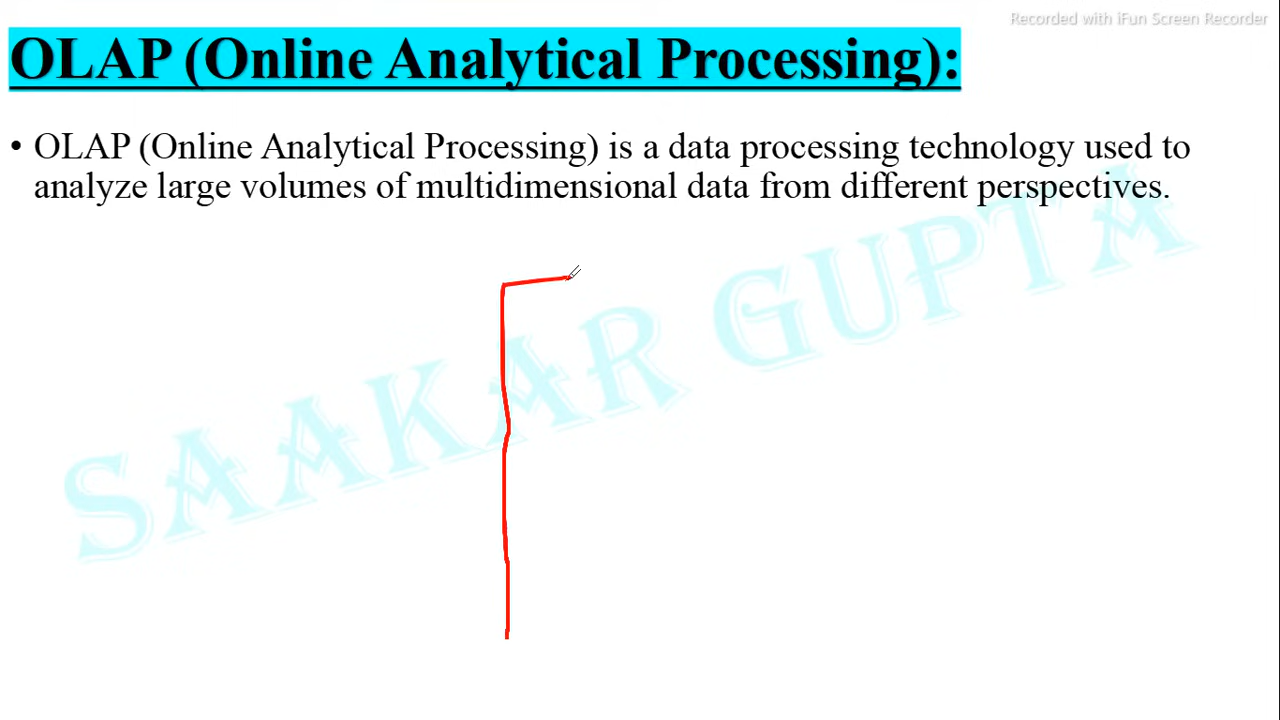 Recorded with iFun Screen Recorder
OLAP (Online Analytical Processing):
• OLAP (Online Analytical Processing) is a data processing technology used to
analyze large volumes of multidimensional data from different perspectives.
SAAKAR GUPTA